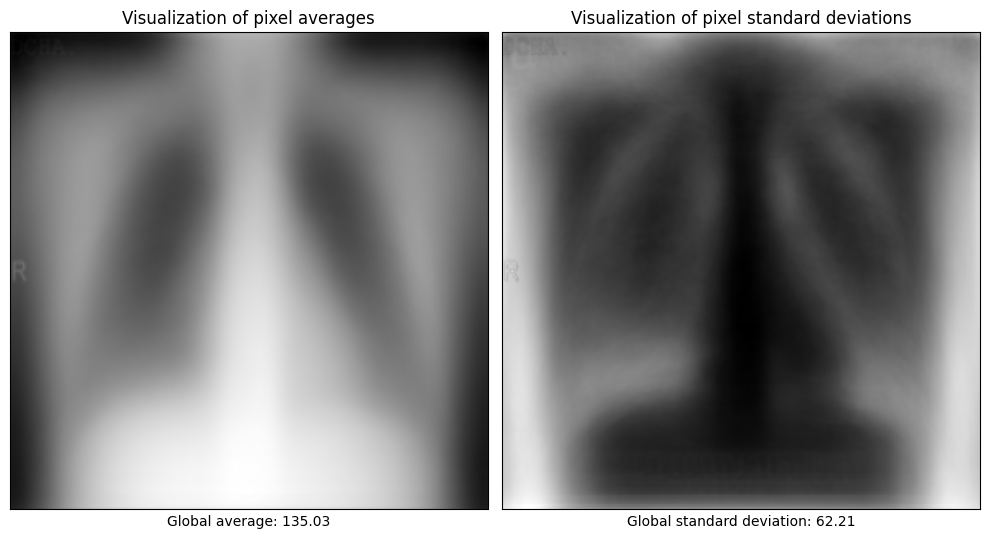 Visualization of pixel averages
Visualization of pixel standard deviations
R
R
Global average: 135.03
Global standard deviation: 62.21